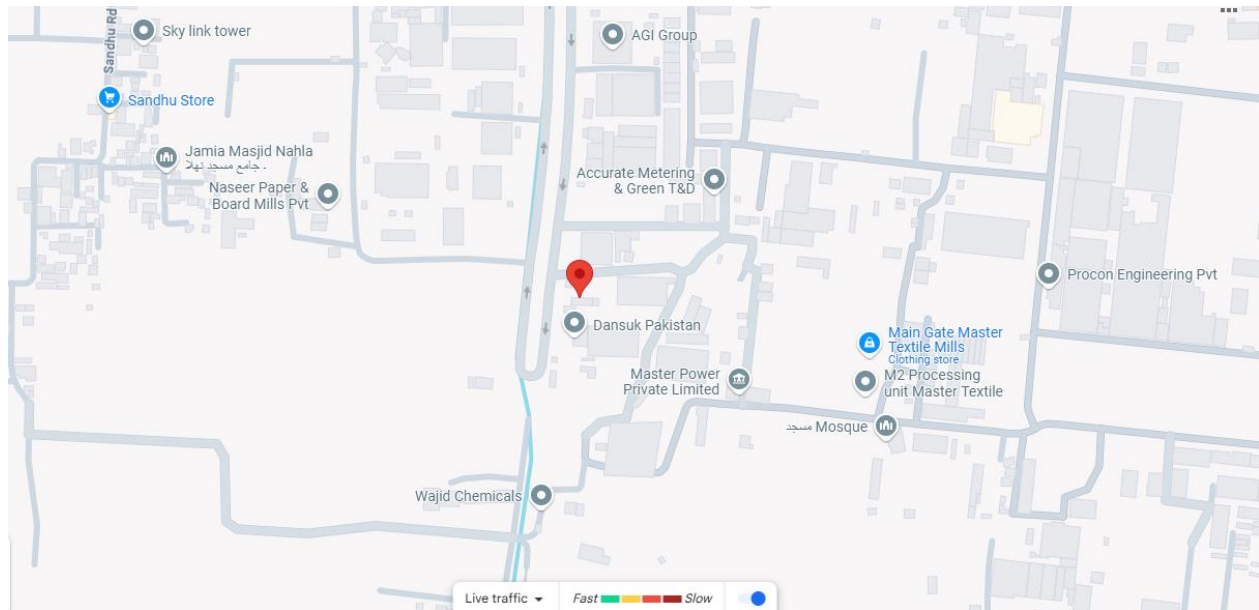 Sandhu Rd
Sky link tower
AGI Group
Sandhu Store
Jamia Masjid Nahla
جامع مسجد نهلا .
Naseer Paper &
Board Mills Pvt
Accurate Metering
& Green T&D
Procon Engineering Pvt
Dansuk Pakistan
Main Gate Master
Textile Mills
Clothing store
Master Power
Private Limited
M2 Processing
unit Master Textile
مسجد Mosque
Wajid Chemicals
Live traffic
Fast Slow